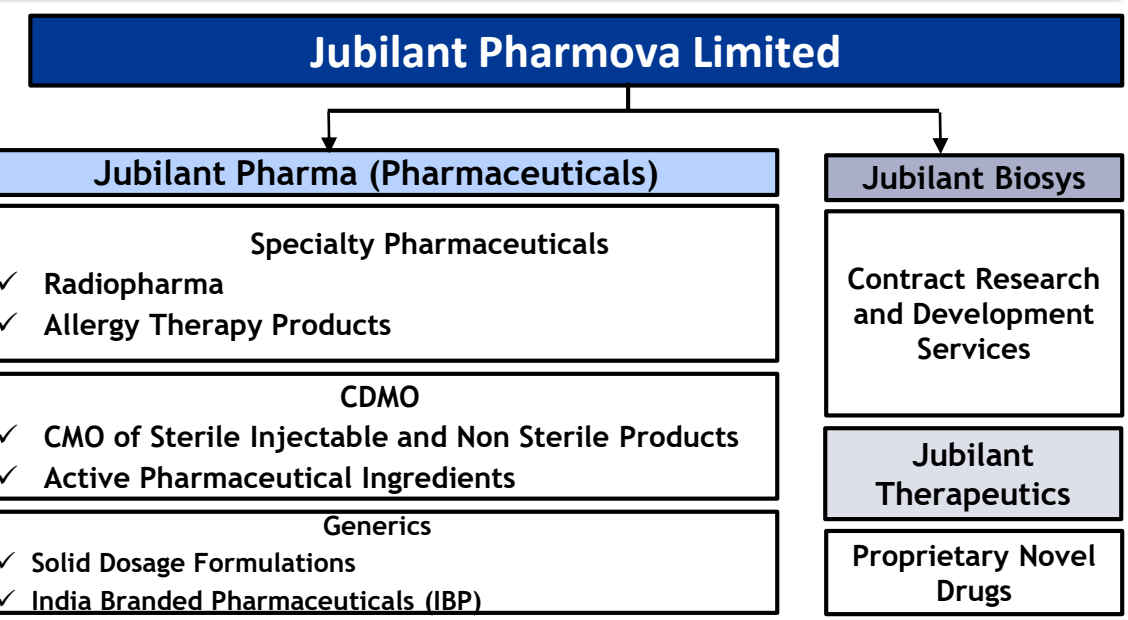 Jubilant Pharmova Limited
Jubilant Pharma (Pharmaceuticals)
Specialty Pharmaceuticals
✓ Radiopharma
✓ Allergy Therapy Products
CDMO
✓ CMO of Sterile Injectable and Non Sterile Products
✓ Active Pharmaceutical Ingredients
Generics
✓ Solid Dosage Formulations
✓ India Branded Pharmaceuticals (IBP)
Jubilant Biosys
Contract Research
and Development
Services
Jubilant
Therapeutics
Proprietary Novel
Drugs